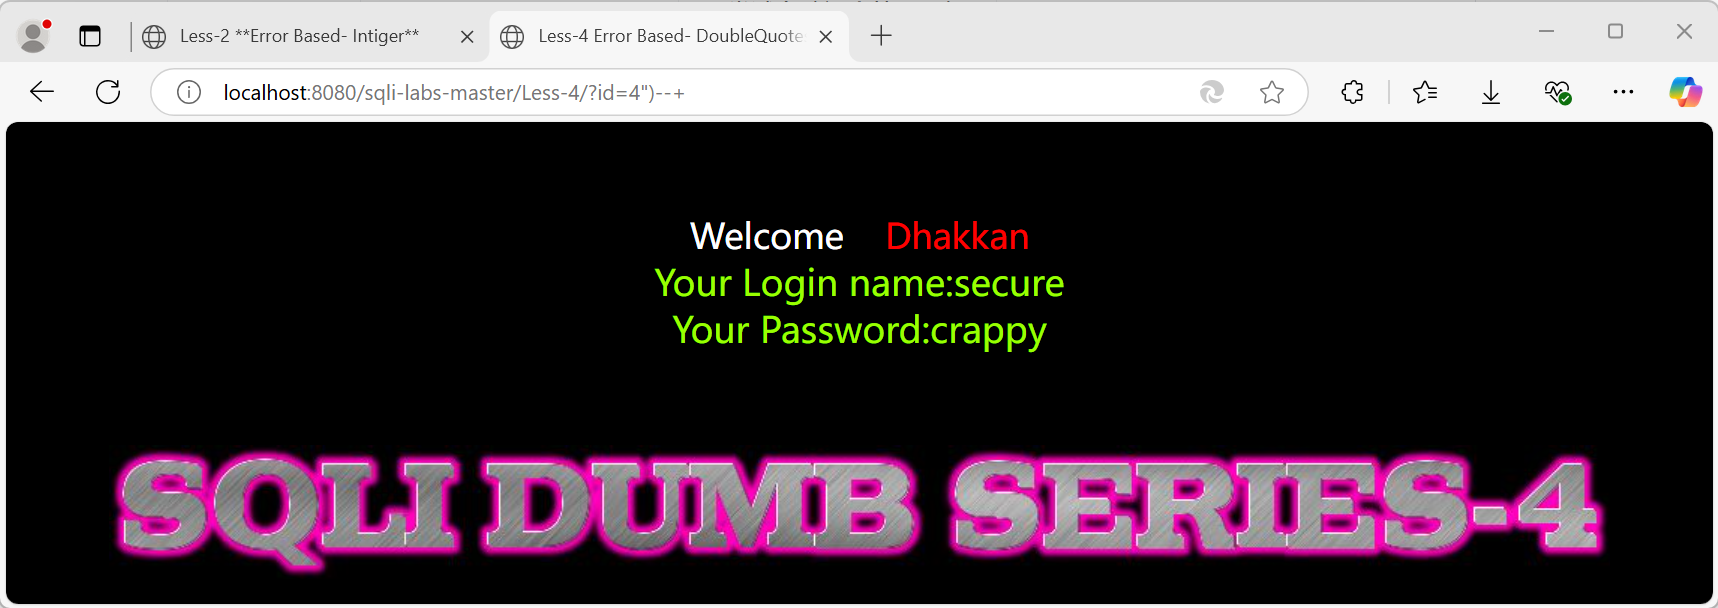 Less-2 **Error Based- Intiger**
Less-4 Error Based- DoubleQuote
localhost:8080/sqli-labs-master/Less-4/?id=4")--+
Welcome Dhakkan
Your Login name:secure
Your Password:crappy
SQLI DUMB SERIES-4